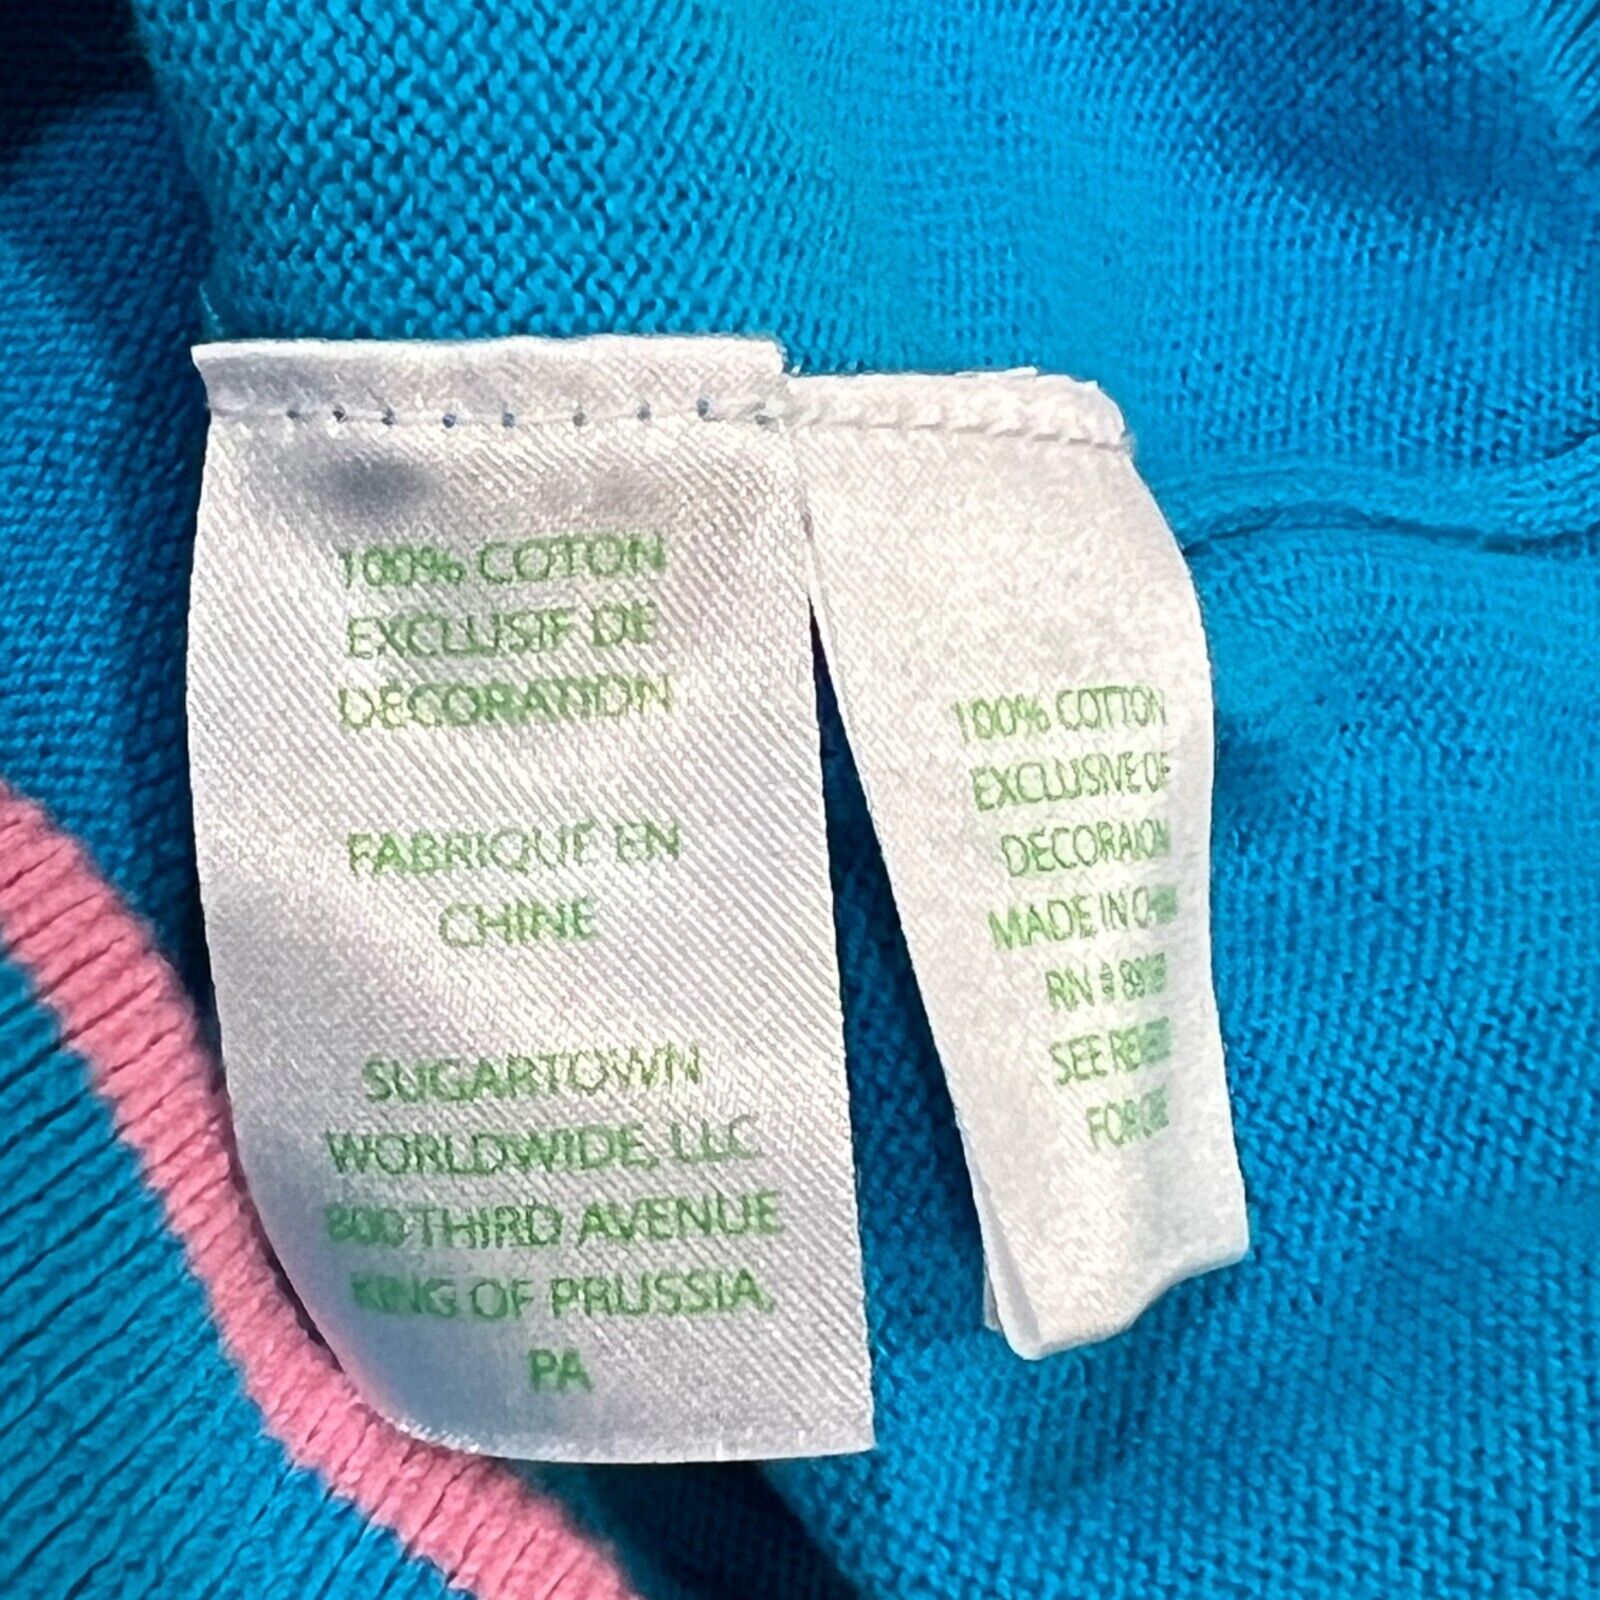 100% COTON
EXCLUSIF DE
DECORATION
FABRIQUE EN
CHINE
SUGARTOWN
WORLDWIDE, LLC
800 THIRD AVENUE
KING OF PRUSSIA,
PA
100% COTTON
EXCLUSIVE OF
DECORAION
MADE IN
RN #
SEE
FOR